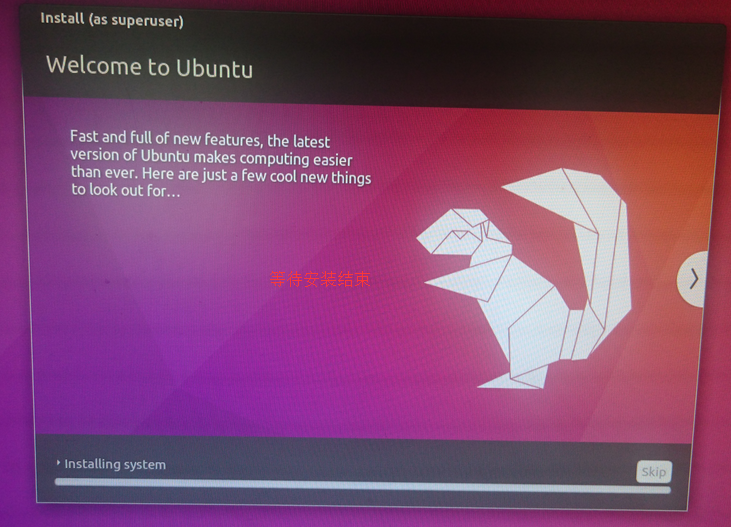 Install (as superuser)
Welcome to Ubuntu
Fast and full of new features, the latest
version of Ubuntu makes computing easier
than ever. Here are just a few cool new things
to look out for...
等待安装结束
Installing system
Skip